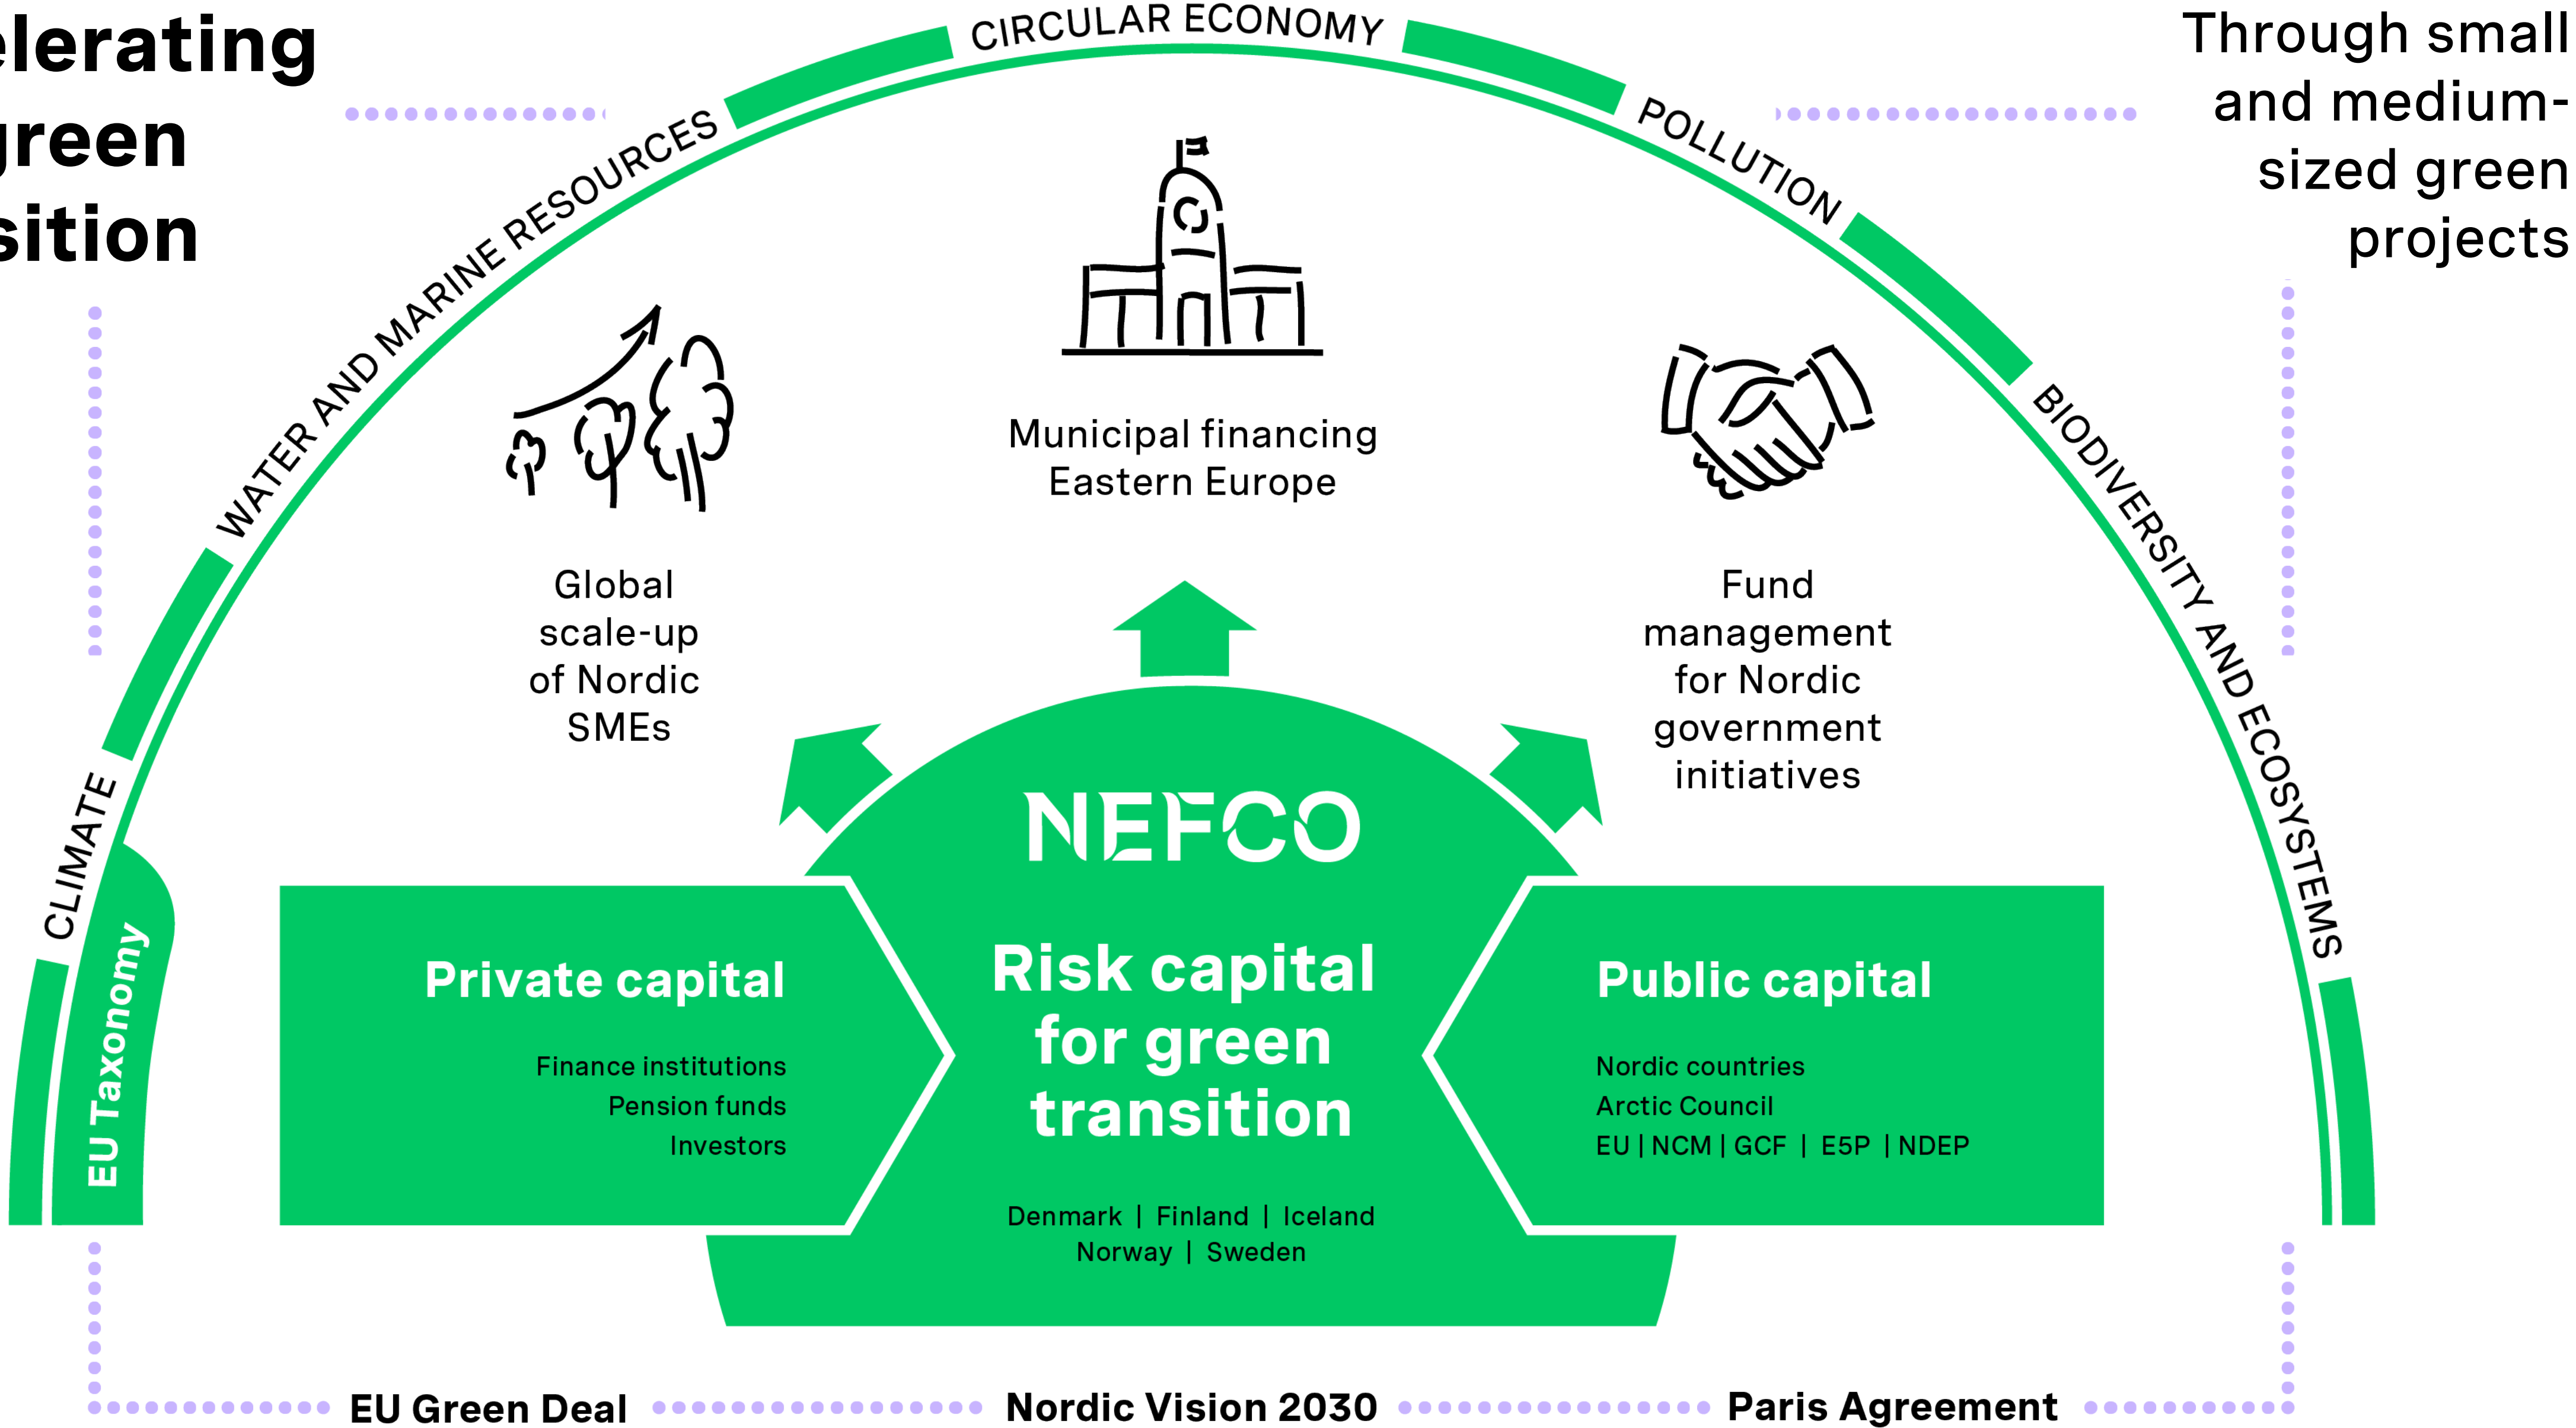 elerating
green
sition
Through small
and medium-
sized green
projects
CLIMATE
WATER AND MARINE RESOURCES
CIRCULAR ECONOMY
POLLUTION
BIODIVERSITY AND ECOSYSTEMS
EU Taxonomy
Municipal financing
Eastern Europe
Global
scale-up
of Nordic
SMEs
Fund
management
for Nordic
government
initiatives
NEFCO
Risk capital
for green
transition
Denmark | Finland | Iceland
Norway | Sweden
Private capital
Finance institutions
Pension funds
Investors
Public capital
Nordic countries
Arctic Council
EU | NCM | GCF | E5P | NDEP
EU Green Deal
Nordic Vision 2030
Paris Agreement